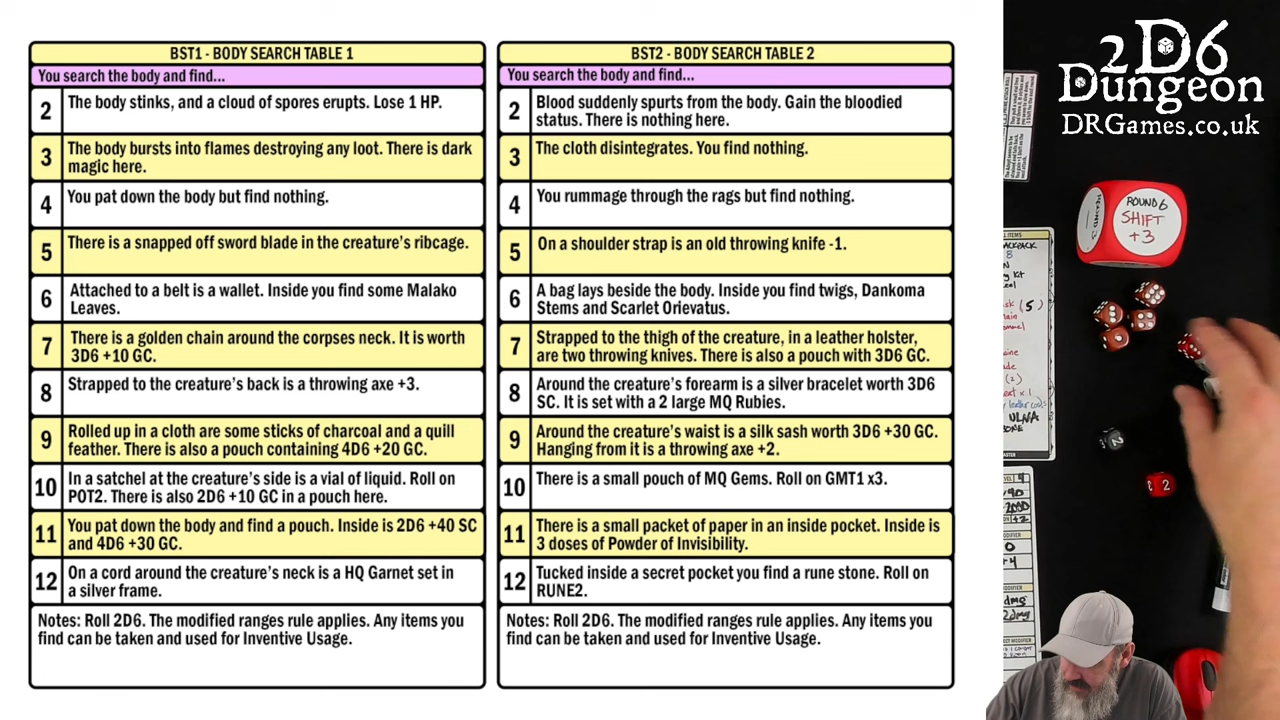 BST1 - BODY SEARCH TABLE 1
You search the body and find...
2 The body stinks, and a cloud of spores erupts. Lose 1 HP.
3 The body bursts into flames destroying any loot. There is dark
magic here.
4 You pat down the body but find nothing.
5 There is a snapped off sword blade in the creature's ribcage.
6 Attached to a belt is a wallet. Inside you find some Malako
Leaves.
7 There is a golden chain around the corpses neck. It is worth
3D6 +10 GC.
8 Strapped to the creature's back is a throwing axe +3.
9 Rolled up in a cloth are some sticks of charcoal and a quill
feather. There is also a pouch containing 4D6 +20 GC.
10 In a satchel at the creature's side is a vial of liquid. Roll on
POT2. There is also 2D6 +10 GC in a pouch here.
11 You pat down the body and find a pouch. Inside is 2D6 +40 SC
and 4D6 +30 GC.
12 On a cord around the creature's neck is a HQ Garnet set in
a silver frame.
Notes: Roll 2D6. The modified ranges rule applies. Any items you
find can be taken and used for Inventive Usage.
BST2 - BODY SEARCH TABLE 2
You search the body and find...
2 Blood suddenly spurts from the body. Gain the bloodied
status. There is nothing here.
3 The cloth disintegrates. You find nothing.
4 You rummage through the rags but find nothing.
5 On a shoulder strap is an old throwing knife -1.
6 A bag lays beside the body. Inside you find twigs, Dankoma
Stems and Scarlet Orievatus.
7 Strapped to the thigh of the creature, in a leather holster,
are two throwing knives. There is also a pouch with 3D6 GC.
8 Around the creature's forearm is a silver bracelet worth 3D6
SC. It is set with a 2 large MQ Rubies.
9 Around the creature's waist is a silk sash worth 3D6 +30 GC.
Hanging from it is a throwing axe +2.
10 There is a small pouch of MQ Gems. Roll on GMT1 x3.
11 There is a small packet of paper in an inside pocket. Inside is
3 doses of Powder of Invisibility.
12 Tucked inside a secret pocket you find a rune stone. Roll on
RUNE2.
Notes: Roll 2D6. The modified ranges rule applies. Any items you
find can be taken and used for Inventive Usage.
2D6
Dungeon
DRGames.co.uk
ROUND 6
SHIFT
+3
2
2